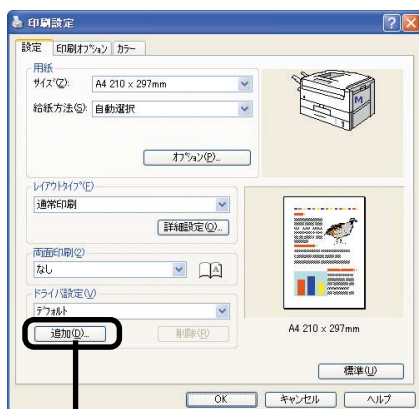 印刷設定
設定 印刷オプション カラー
用紙
サイズ(Z): A4 210 x 297mm
給紙方法(S): 自動選択
オプション(P)...
レイアウトタイプ(F)
通常印刷
詳細設定(O)...
両面印刷(2)
なし
A
ドライバ設定(V)
デフォルト
追加(D)... 削除(R)
M
1
A4 210 x 297mm
標準(U)
OK キャンセル ヘルプ